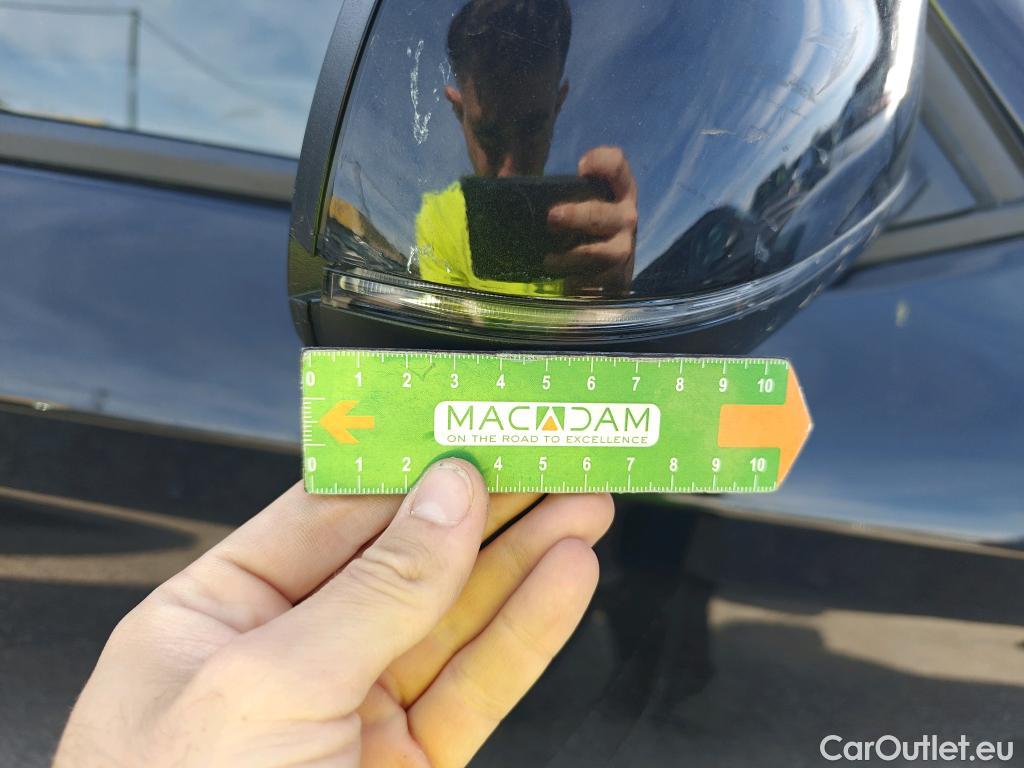 0 1 2 3 4 5 6 7 8 9 10
MACADAM
ON THE ROAD TO EXCELLENCE
0 1 2 4 5 6 7 8 9 10
CarOutlet.eu